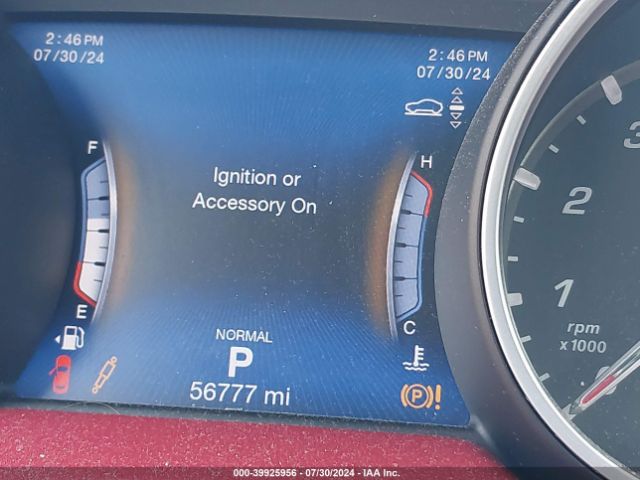 2:46 PM
07/30/24
2:46 PM
07/30/24
F
H
Ignition or
Accessory On
E
C
NORMAL
P
56777 mi
(P)!
3
2
1
rpm
x1000
000-39925956 - 07/30/2024 - IAA Inc.